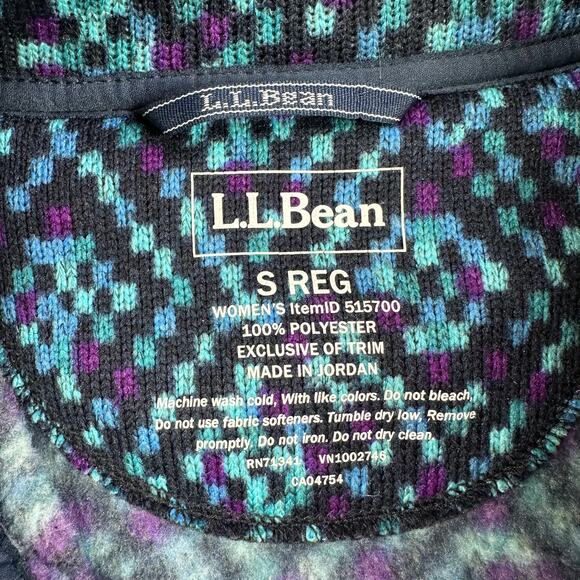 L.L.Bean
L.L.Bean
S REG
WOMEN'S ItemID 515700
100% POLYESTER
EXCLUSIVE OF TRIM
MADE IN JORDAN
Machine wash cold, With like colors. Do not bleach,
Do not use fabric softeners. Tumble dry low, Remove
promptly. Do not iron. Do not dry clean.
RN71341 VN1002746
CA04754